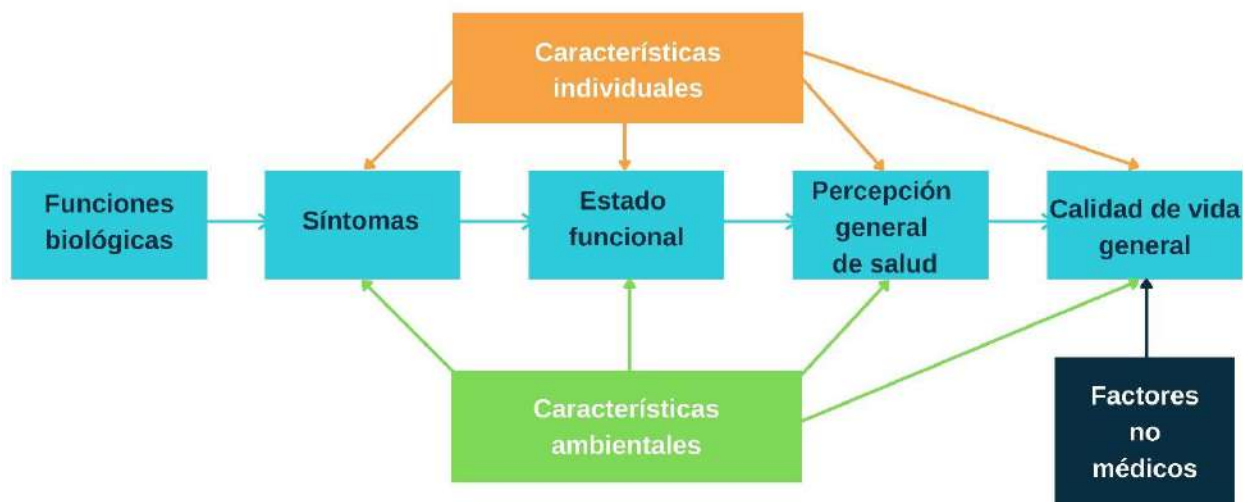 Características
individuales
Funciones
biológicas
Síntomas
Estado
funcional
Percepción
general
de salud
Calidad de vida
general
Características
ambientales
Factores
no
médicos